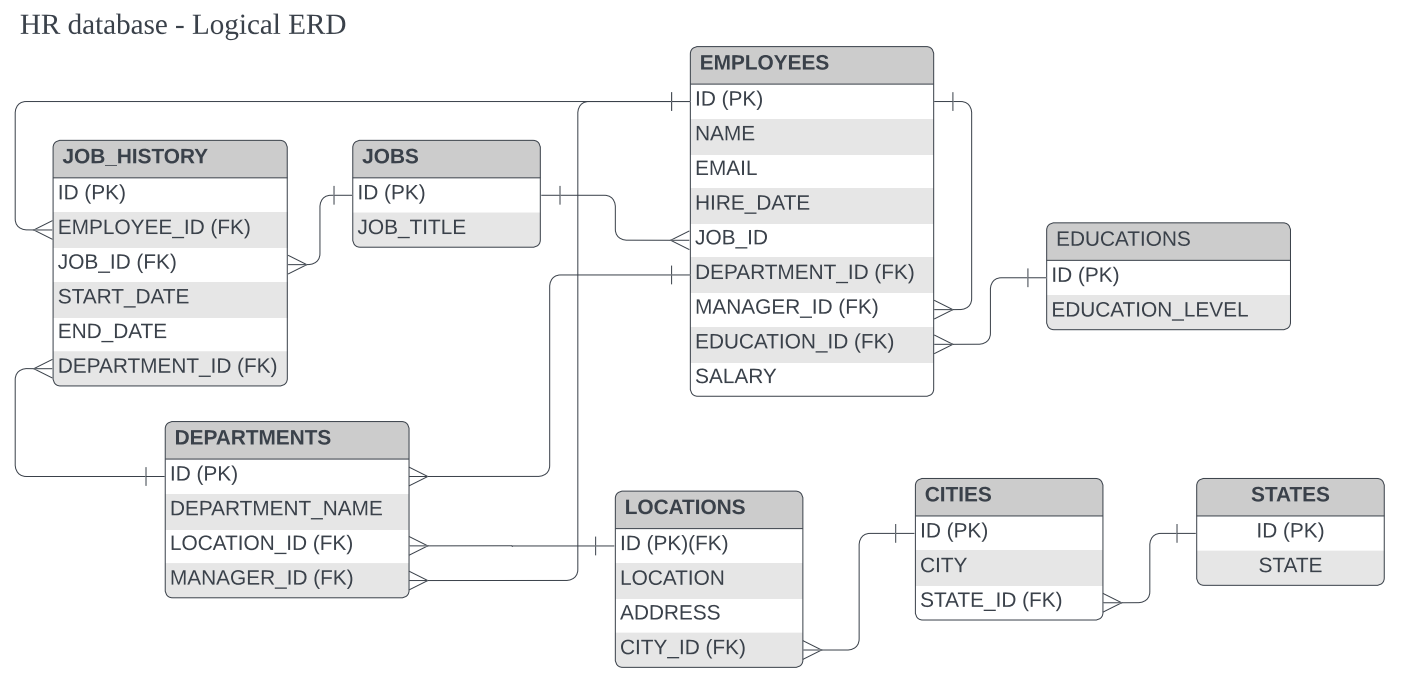 HR database - Logical ERD
EMPLOYEES
ID (PK)
NAME
EMAIL
HIRE_DATE
JOB_ID
DEPARTMENT_ID (FK)
MANAGER_ID (FK)
EDUCATION_ID (FK)
SALARY
JOB_HISTORY
ID (PK)
EMPLOYEE_ID (FK)
JOB_ID (FK)
START_DATE
END_DATE
DEPARTMENT_ID (FK)
JOBS
ID (PK)
JOB_TITLE
EDUCATIONS
ID (PK)
EDUCATION_LEVEL
DEPARTMENTS
ID (PK)
DEPARTMENT_NAME
LOCATION_ID (FK)
MANAGER_ID (FK)
LOCATIONS
ID (PK)(FK)
LOCATION
ADDRESS
CITY_ID (FK)
CITIES
ID (PK)
CITY
STATE_ID (FK)
STATES
ID (PK)
STATE